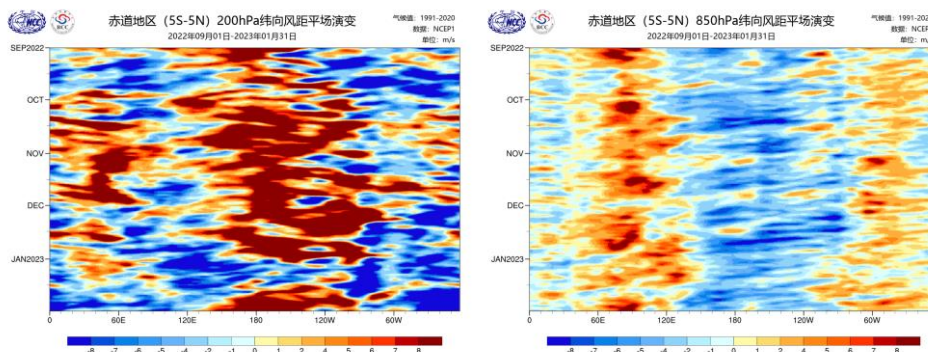 赤道地区（5S-5N）200hPa纬向风距平场演变
2022年09月01日-2023年01月31日
气候值：1991-2020
数据：NCEP1
单位：m/s
BCC
SEP2022
OCT
NOV
DEC
JAN2023
0 60E 120E 180 120W 60W
-8 -7 -6 -5 -4 -2 -1 0 1 2 4 5 6 7 8
赤道地区（5S-5N）850hPa纬向风距平场演变
2022年09月01日-2023年01月31日
气候值：1991-2020
数据：NCEP1
单位：m/s
BCC
SEP2022
OCT
NOV
DEC
JAN2023
0 60E 120E 180 120W 60W
-8 -7 -6 -5 -4 -2 -1 0 1 2 4 5 6 7 8